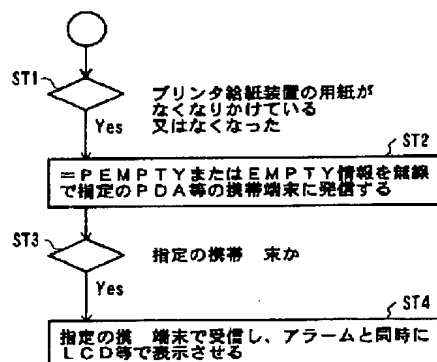 ST1
プリンタ給紙装置の用紙が
なくなりかけている
又はなくなった
Yes
ST2
=PEMPTYまたはEMPTY情報を無線
で指定のPDA等の携帯端末に発信する
ST3
指定の携帯 末か
Yes
ST4
指定の携 端末で受信し、アラームと同時に
LCD等で表示させる